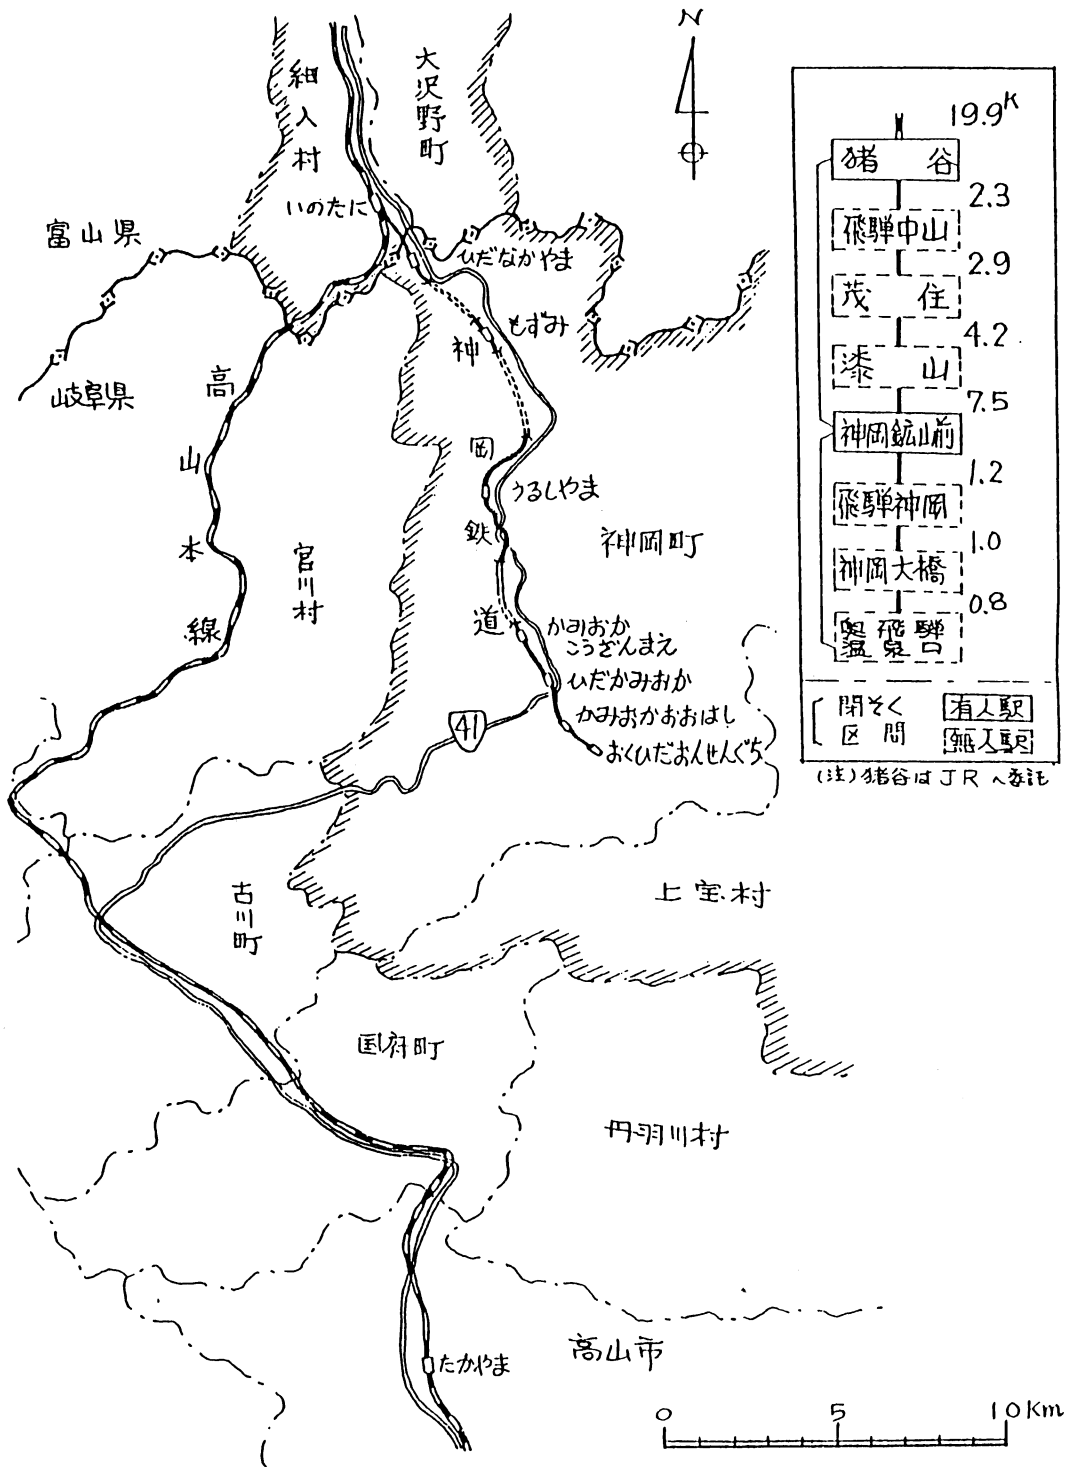 N
細入村
大沢野町
いのたに
富山県
岐阜県
ひだなかやま
もずみ
神岡鉄道
高山本線
うるしやま
神岡町
宮川村
かみおか
こうざんまえ
ひだかみおか
かみおかおおはし
おくひだおんせんぐち
41
上宝村
古川町
国府町
丹羽川村
高山市
たかやま
0 5 10Km
19.9K
猪谷
2.3
飛騨中山
2.9
茂住
4.2
漆山
7.5
神岡鉱山前
1.2
飛騨神岡
1.0
神岡大橋
0.8
奥飛騨
温泉口
閉そく
区間
有人駅
無人駅
(注)猪谷はJRへ委託